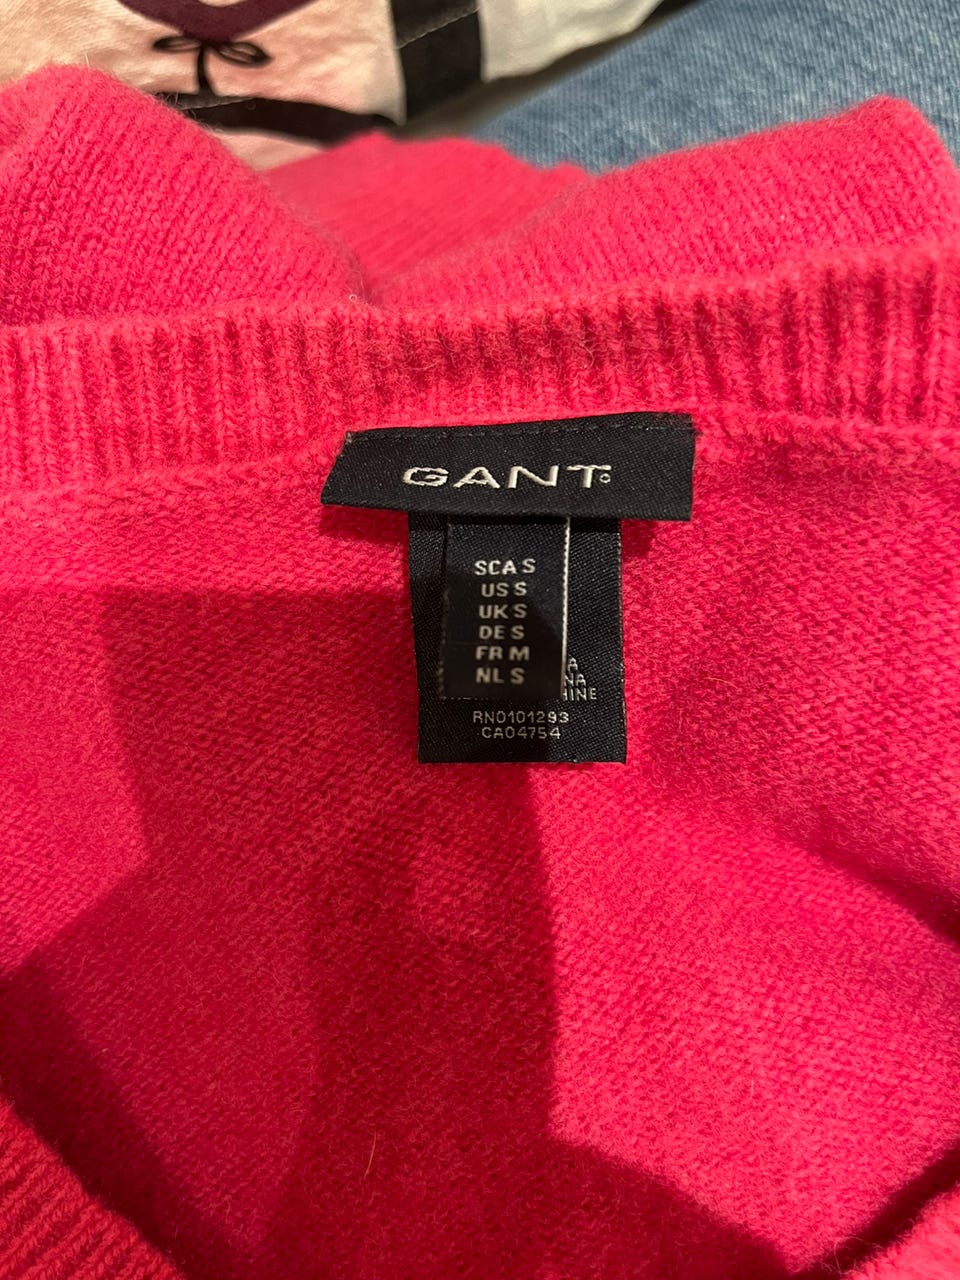 GANT
SCA S
US S
UK S
DE S
FR M
NL S
RN0101293
CA04754